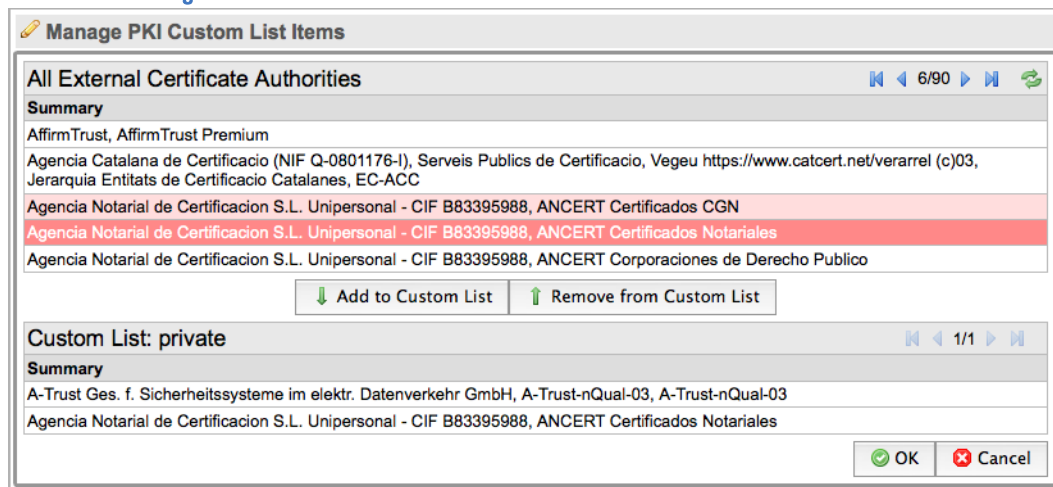 Manage PKI Custom List Items
All External Certificate Authorities
6/90
Summary
AffirmTrust, AffirmTrust Premium
Agencia Catalana de Certificacio (NIF Q-0801176-I), Serveis Publics de Certificacio, Vegeu https://www.catcert.net/verarrel (c)03,
Jerarquia Entitats de Certificacio Catalanes, EC-ACC
Agencia Notarial de Certificacion S.L. Unipersonal - CIF B83395988, ANCERT Certificados CGN
Agencia Notarial de Certificacion S.L. Unipersonal - CIF B83395988, ANCERT Certificados Notariales
Agencia Notarial de Certificacion S.L. Unipersonal - CIF B83395988, ANCERT Corporaciones de Derecho Publico
Add to Custom List
Remove from Custom List
Custom List: private
1/1
Summary
A-Trust Ges. f. Sicherheitssysteme im elektr. Datenverkehr GmbH, A-Trust-nQual-03, A-Trust-nQual-03
Agencia Notarial de Certificacion S.L. Unipersonal - CIF B83395988, ANCERT Certificados Notariales
OK
Cancel